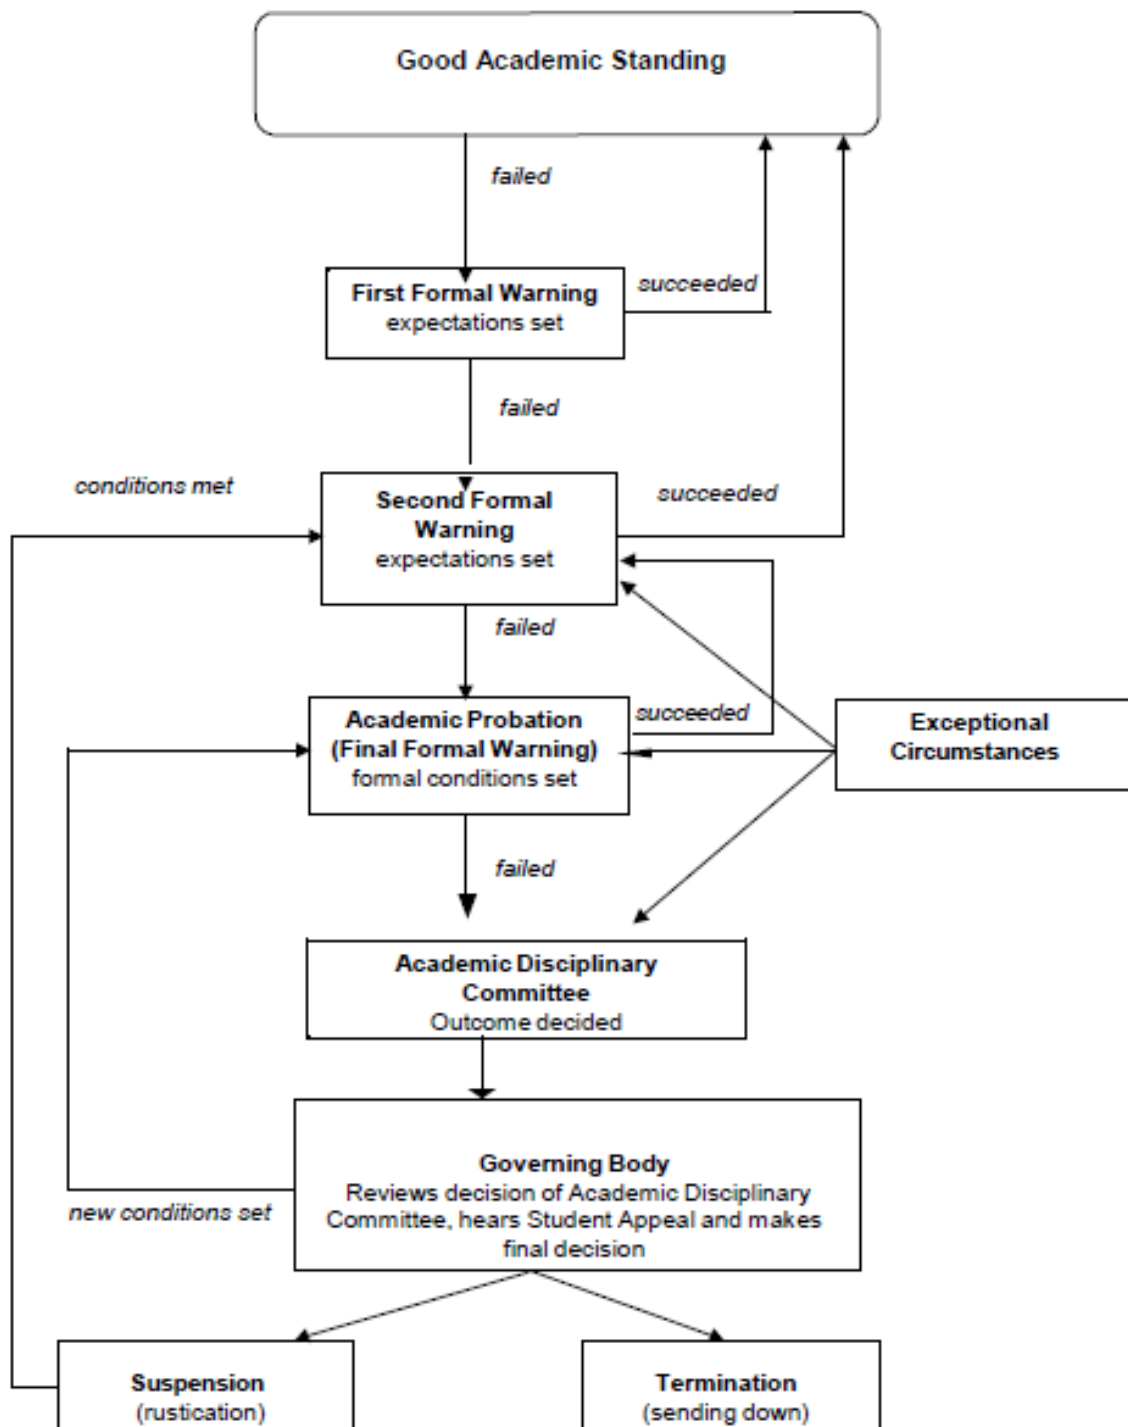 Good Academic Standing
failed
succeeded
First Formal Warning
expectations set
failed
conditions met
succeeded
Second Formal
Warning
expectations set
failed
succeeded
Academic Probation
(Final Formal Warning)
formal conditions set
Exceptional
Circumstances
failed
Academic Disciplinary
Committee
Outcome decided
Governing Body
Reviews decision of Academic Disciplinary
Committee, hears Student Appeal and makes
final decision
new conditions set
Suspension
(rustication)
Termination
(sending down)